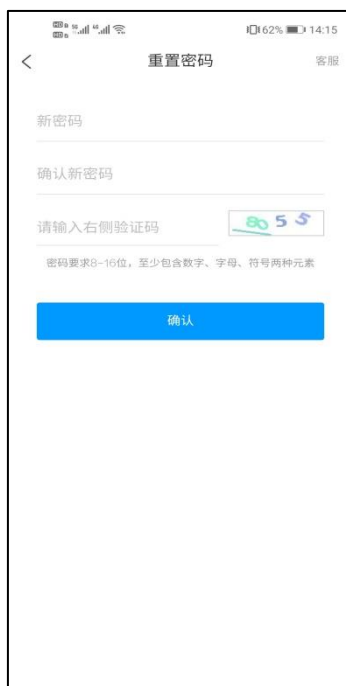 62% 14:15
重置密码 客服
新密码
确认新密码
请输入右侧验证码 8055
密码要求8-16位，至少包含数字、字母、符号两种元素
确认